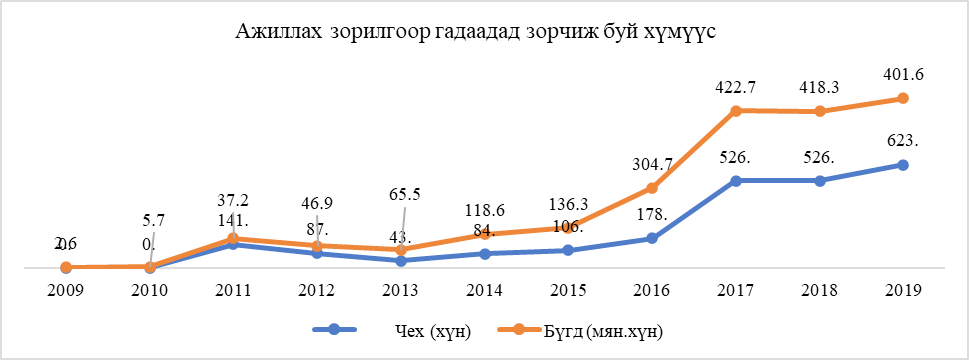 Ажиллах зорилгоор гадаадад зорчиж буй хүмүүс
2.6 5.7 37.2 46.9 65.5 118.6 136.3 304.7 422.7 418.3 401.6
0. 141. 87. 43. 84. 106. 178. 526. 526. 623.
2009 2010 2011 2012 2013 2014 2015 2016 2017 2018 2019
Чех (хүн) Бүгд (мян.хүн)